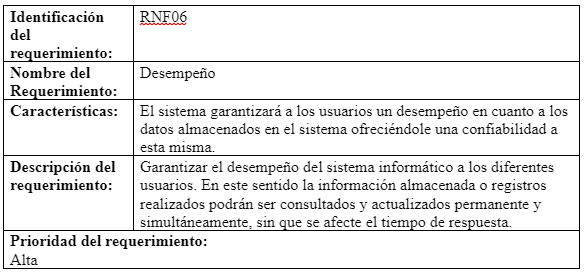 Identificación del requerimiento: RNF06
Nombre del Requerimiento: Desempeño
Características: El sistema garantizará a los usuarios un desempeño en cuanto a los
datos almacenados en el sistema ofreciéndole una confiabilidad a
esta misma.
Descripción del requerimiento: Garantizar el desempeño del sistema informático a los diferentes
usuarios. En este sentido la información almacenada o registros
realizados podrán ser consultados y actualizados permanente y
simultáneamente, sin que se afecte el tiempo de respuesta.
Prioridad del requerimiento:
Alta